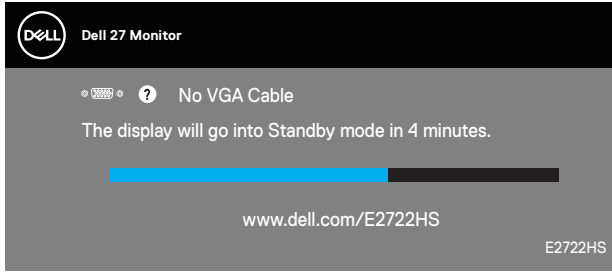 DELL
Dell 27 Monitor
? No VGA Cable
The display will go into Standby mode in 4 minutes.
www.dell.com/E2722HS
E2722HS